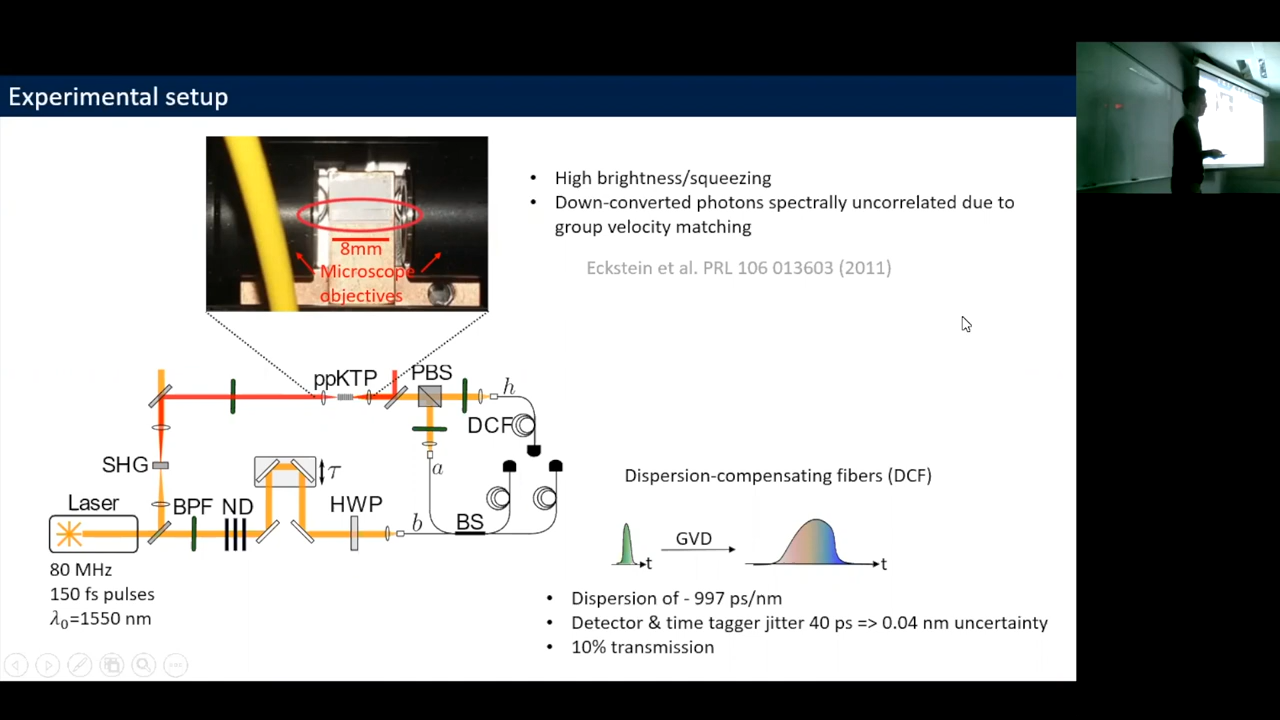 Experimental setup
8mm
Microscope
objectives
• High brightness/squeezing
• Down-converted photons spectrally uncorrelated due to
group velocity matching
Eckstein et al. PRL 106 013603 (2011)
ppKTP
PBS
h
DCF
SHG
τ
a
Laser
BPF
ND
HWP
b
BS
80 MHz
150 fs pulses
λ₀=1550 nm
Dispersion-compensating fibers (DCF)
GVD
t
t
• Dispersion of - 997 ps/nm
• Detector & time tagger jitter 40 ps => 0.04 nm uncertainty
• 10% transmission